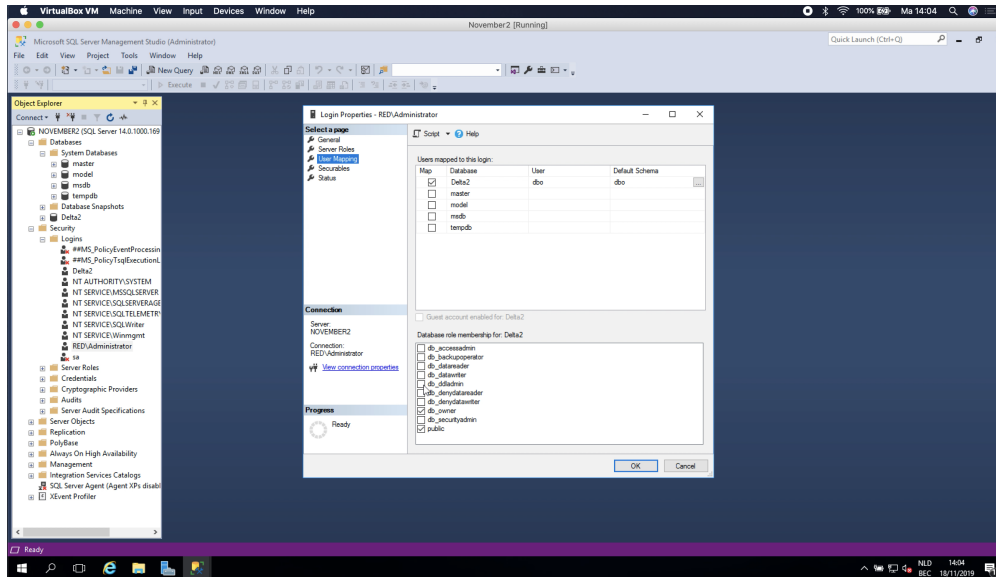 VirtualBox VM Machine View Input Devices Window Help
100% Ma 14:04
November2 [Running]
Microsoft SQL Server Management Studio (Administrator)
Quick Launch (Ctrl+Q)
File Edit View Project Tools Window Help
New Query
Execute
Object Explorer
Connect
NOVEMBER2 (SQL Server 14.0.1000.169
Databases
System Databases
master
model
msdb
tempdb
Database Snapshots
Delta2
Security
Logins
##MS_PolicyEventProcessin
##MS_PolicyTsqlExecutionL
Delta2
NT AUTHORITY\SYSTEM
NT SERVICE\MSSQLSERVER
NT SERVICE\SQLSERVERAGE
NT SERVICE\SQLTELEMETRY
NT SERVICE\SQLWriter
NT SERVICE\Winmgmt
RED\Administrator
sa
Server Roles
Credentials
Cryptographic Providers
Audits
Server Audit Specifications
Server Objects
Replication
PolyBase
Always On High Availability
Management
Integration Services Catalogs
SQL Server Agent (Agent XPs disabl
XEvent Profiler
Login Properties - RED\Administrator
Select a page
General
Server Roles
User Mapping
Securables
Status
Connection
Server:
NOVEMBER2
Connection:
RED\Administrator
View connection properties
Progress
Ready
Script Help
Users mapped to this login:
Map Database User Default Schema
Delta2 dbo dbo ...
master
model
msdb
tempdb
Guest account enabled for: Delta2
Database role membership for: Delta2
db_accessadmin
db_backupoperator
db_datareader
db_datawriter
db_ddladmin
db_denydatareader
db_denydatawriter
db_owner
db_securityadmin
public
OK Cancel
Ready
NLD 14:04
BEC 18/11/2019